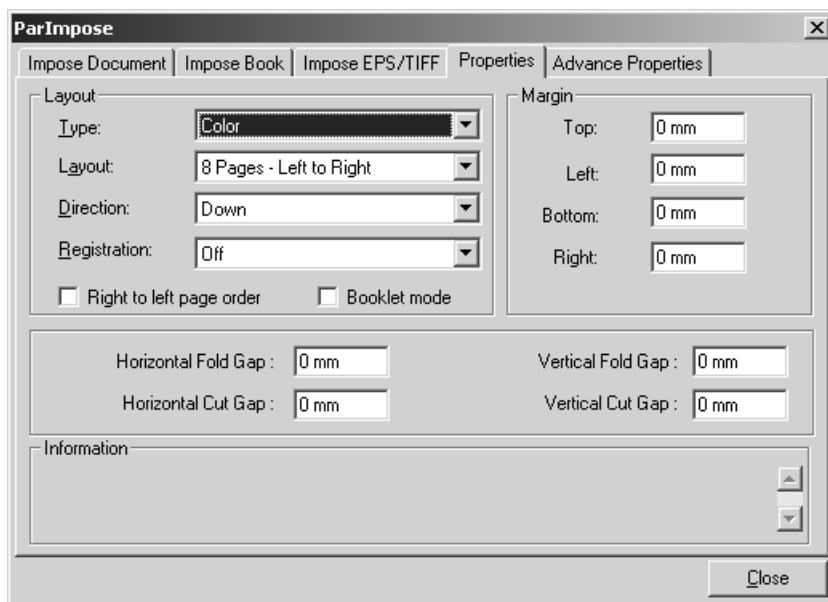 ParImpose
Impose Document Impose Book Impose EPS/TIFF Properties Advance Properties
Layout
Type: Color
Layout: 8 Pages - Left to Right
Direction: Down
Registration: Off
Right to left page order Booklet mode
Margin
Top: 0 mm
Left: 0 mm
Bottom: 0 mm
Right: 0 mm
Horizontal Fold Gap : 0 mm Vertical Fold Gap : 0 mm
Horizontal Cut Gap : 0 mm Vertical Cut Gap : 0 mm
Information
Close